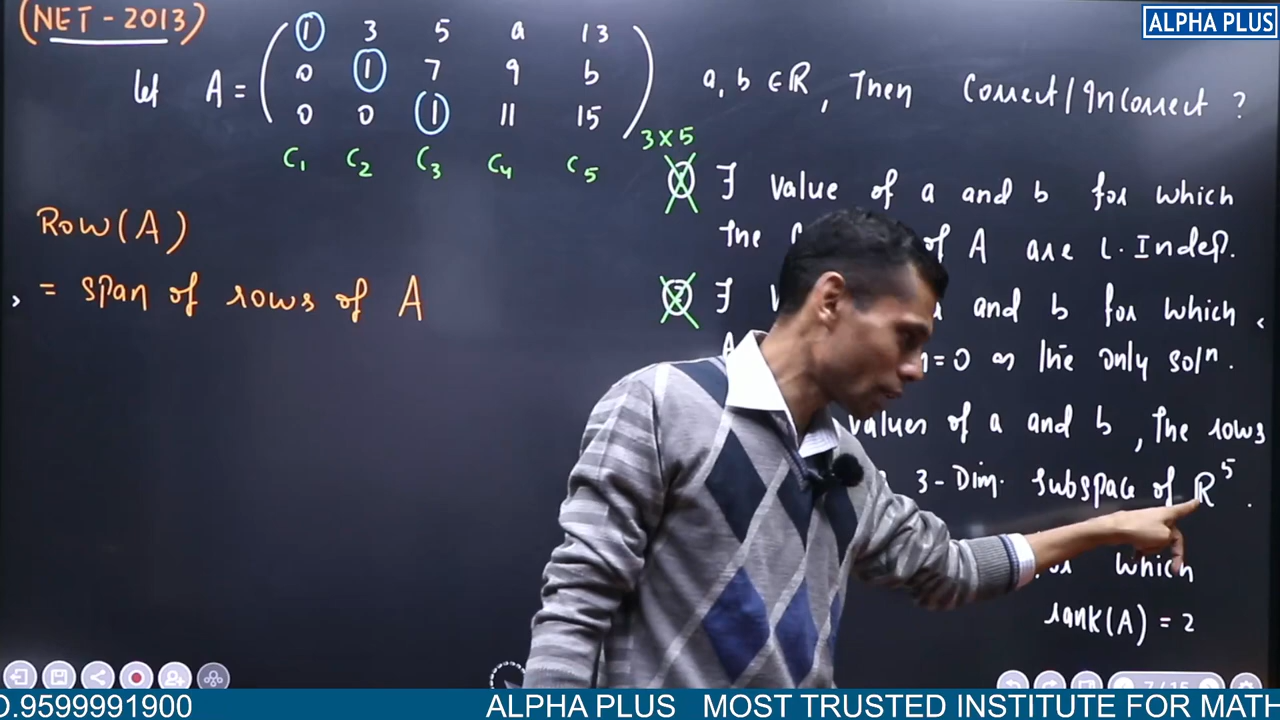 (NET - 2013)
ALPHA PLUS
1 3 5 a 13
let A = 0 1 7 9 b a, b ∈ R, Then Correct/Incorrect ?
0 0 1 11 15
3 x 5
C1 C2 C3 C4 C5
∃ value of a and b for which
the of A are L. Indep.
∃ and b for which
=0 as the only solⁿ.
values of a and b, the rows
3 - Dim. subspace of R⁵.
which
rank(A) = 2
Row(A)
= span of rows of A
7 / 15
O.9599991900 ALPHA PLUS MOST TRUSTED INSTITUTE FOR MATH